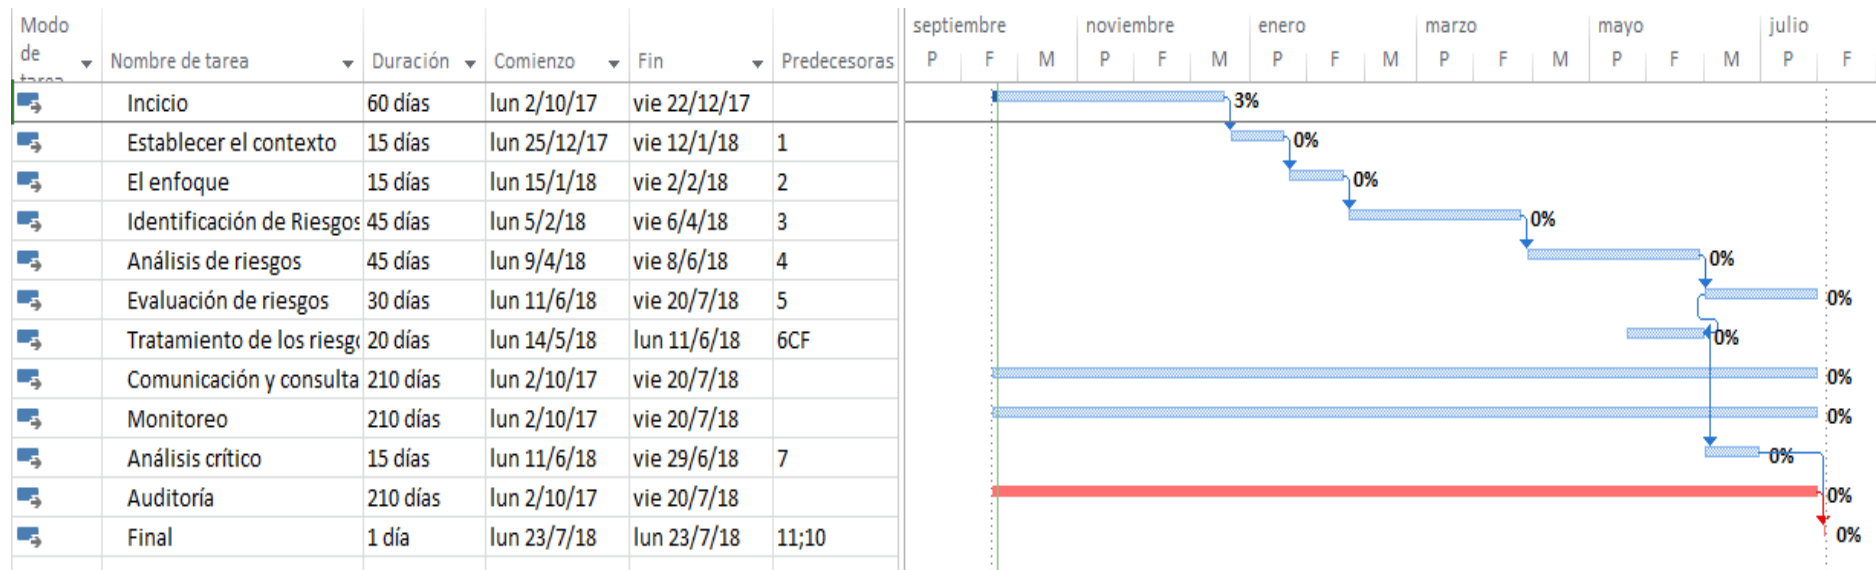 Modo de tarea Nombre de tarea Duración Comienzo Fin Predecesoras
septiembre noviembre enero marzo mayo julio
P F M P F M P F M P F M P F M P F
Incicio 60 días lun 2/10/17 vie 22/12/17 3%
Establecer el contexto 15 días lun 25/12/17 vie 12/1/18 1 0%
El enfoque 15 días lun 15/1/18 vie 2/2/18 2 0%
Identificación de Riesgos 45 días lun 5/2/18 vie 6/4/18 3 0%
Análisis de riesgos 45 días lun 9/4/18 vie 8/6/18 4 0%
Evaluación de riesgos 30 días lun 11/6/18 vie 20/7/18 5 0%
Tratamiento de los riesg 20 días lun 14/5/18 lun 11/6/18 6CF 0%
Comunicación y consulta 210 días lun 2/10/17 vie 20/7/18 0%
Monitoreo 210 días lun 2/10/17 vie 20/7/18 0%
Análisis crítico 15 días lun 11/6/18 vie 29/6/18 7 0%
Auditoría 210 días lun 2/10/17 vie 20/7/18 0%
Final 1 día lun 23/7/18 lun 23/7/18 11;10 0%